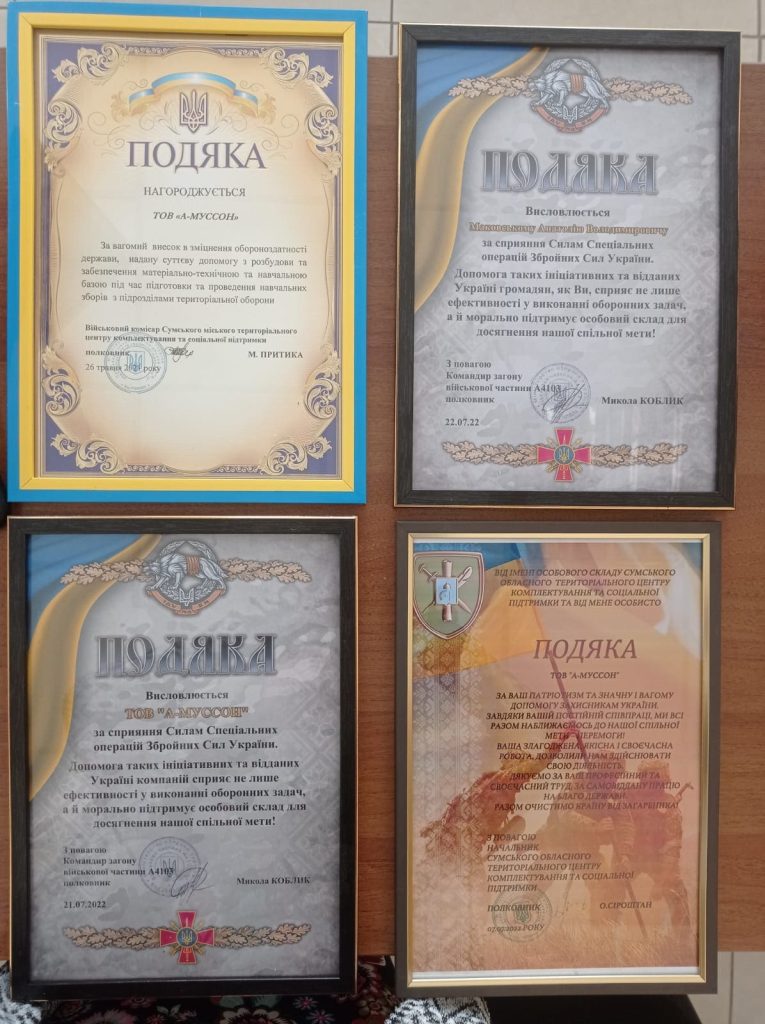 ПОДЯКА
НАГОРОДЖУЄТЬСЯ
ТОВ «А-МУССОН»
За вагомий внесок в зміцнення обороноздатності
держави, надану суттєву допомогу з розбудови та
забезпечення матеріально-технічною та навчальною
базою під час підготовки та проведення навчальних
зборів з підрозділами територіальної оборони
Військовий комісар Сумського міського територіального
центру комплектування та соціальної підтримки
полковник М. ПРИТИКА
26 травня року
ПОДЯКА
Висловлюється
Маковському Анатолію Володимировичу
за сприяння Силам Спеціальних
операцій Збройних Сил України.
Допомога таких ініціативних та відданих
Україні громадян, як Ви, сприяє не лише
ефективності у виконанні оборонних задач,
а й морально підтримує особовий склад для
досягнення нашої спільної мети!
З повагою
Командир загону
військової частини А4103
полковник Микола КОБЛИК
22.07.22
ПОДЯКА
Висловлюється
ТОВ "А-МУССОН"
за сприяння Силам Спеціальних
операцій Збройних Сил України.
Допомога таких ініціативних та відданих
Україні компаній сприяє не лише
ефективності у виконанні оборонних задач,
а й морально підтримує особовий склад для
досягнення нашої спільної мети!
З повагою
Командир загону
військової частини А4103
полковник Микола КОБЛИК
21.07.2022
ВІД ІМЕНІ ОСОБОВОГО СКЛАДУ СУМСЬКОГО
ОБЛАСНОГО ТЕРИТОРІАЛЬНОГО ЦЕНТРУ
КОМПЛЕКТУВАННЯ ТА СОЦІАЛЬНОЇ
ПІДТРИМКИ ТА ВІД МЕНЕ ОСОБИСТО
ПОДЯКА
ТОВ "А-МУССОН"
ЗА ВАШ ПАТРІОТИЗМ ТА ЗНАЧНУ І ВАГОМУ
ДОПОМОГУ ЗАХИСНИКАМ УКРАЇНИ.
ЗАВДЯКИ ВАШІЙ ПОСТІЙНІЙ СПІВПРАЦІ, МИ ВСІ
РАЗОМ НАБЛИЖАЄМОСЬ ДО НАШОЇ СПІЛЬНОЇ
МЕТИ - ПЕРЕМОГИ!
ВАША ЗЛАГОДЖЕНА, ЯКІСНА І СВОЄЧАСНА
РОБОТА, ДОЗВОЛИЛИ НАМ ЗДІЙСНЮВАТИ
СВОЮ ДІЯЛЬНІСТЬ.
ДЯКУЄМО ЗА ВАШ ПРОФЕСІЙНИЙ ТА
СВОЄЧАСНИЙ ТРУД, ЗА САМОВІДДАНУ ПРАЦЮ
НА БЛАГО ДЕРЖАВИ.
РАЗОМ ОЧИСТИМО КРАЇНУ ВІД ЗАГАРБНИКА!
З ПОВАГОЮ
НАЧАЛЬНИК
СУМСЬКОГО ОБЛАСНОГО
ТЕРИТОРІАЛЬНОГО ЦЕНТРУ
КОМПЛЕКТУВАННЯ ТА СОЦІАЛЬНОЇ
ПІДТРИМКИ
ПОЛКОВНИК О.СІРОШТАН
07.07.2022 РОКУ